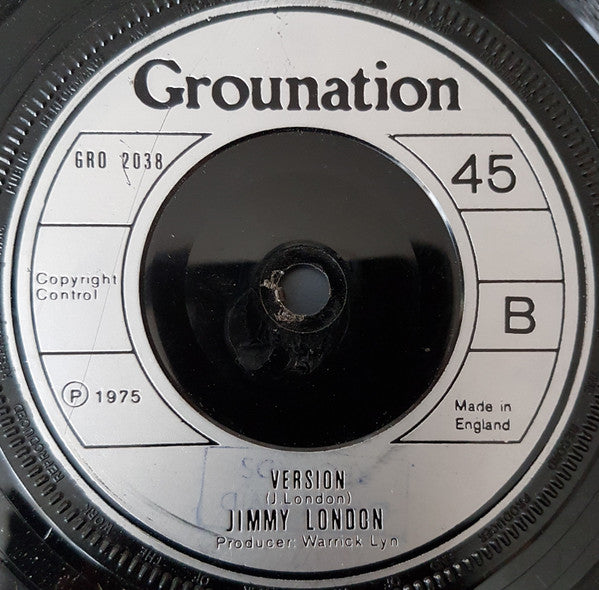 Grounation
GRO 2038
45
Copyright
Control
B
Ⓟ 1975
Made in
England
VERSION
(J London)
JIMMY LONDON
Producer: Warrick Lyn